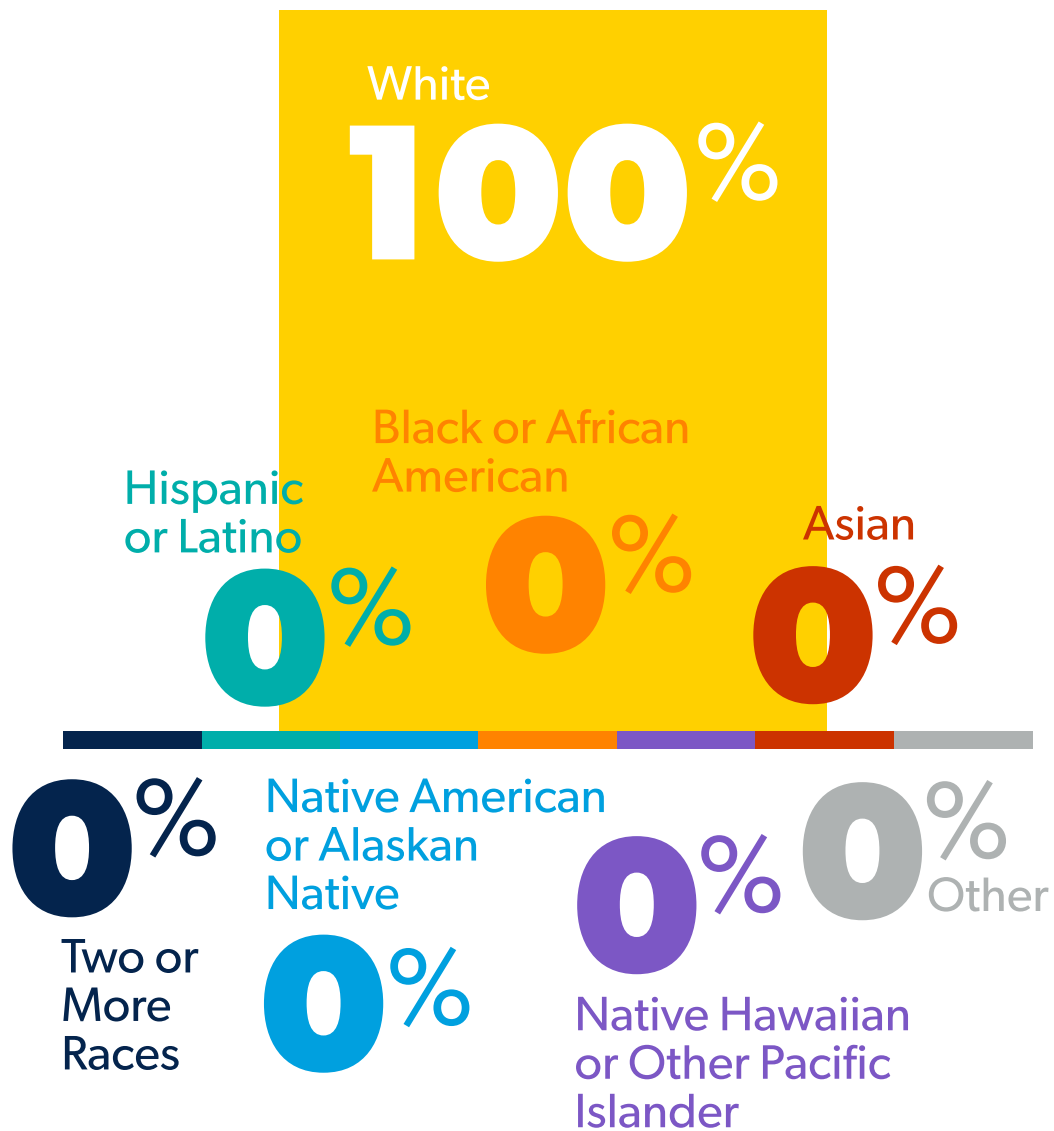 White
100%
Black or African
American
0%
Hispanic
or Latino
0%
Asian
0%
0%
Two or
More
Races
Native American
or Alaskan
Native
0%
0%
Native Hawaiian
or Other Pacific
Islander
0%
Other